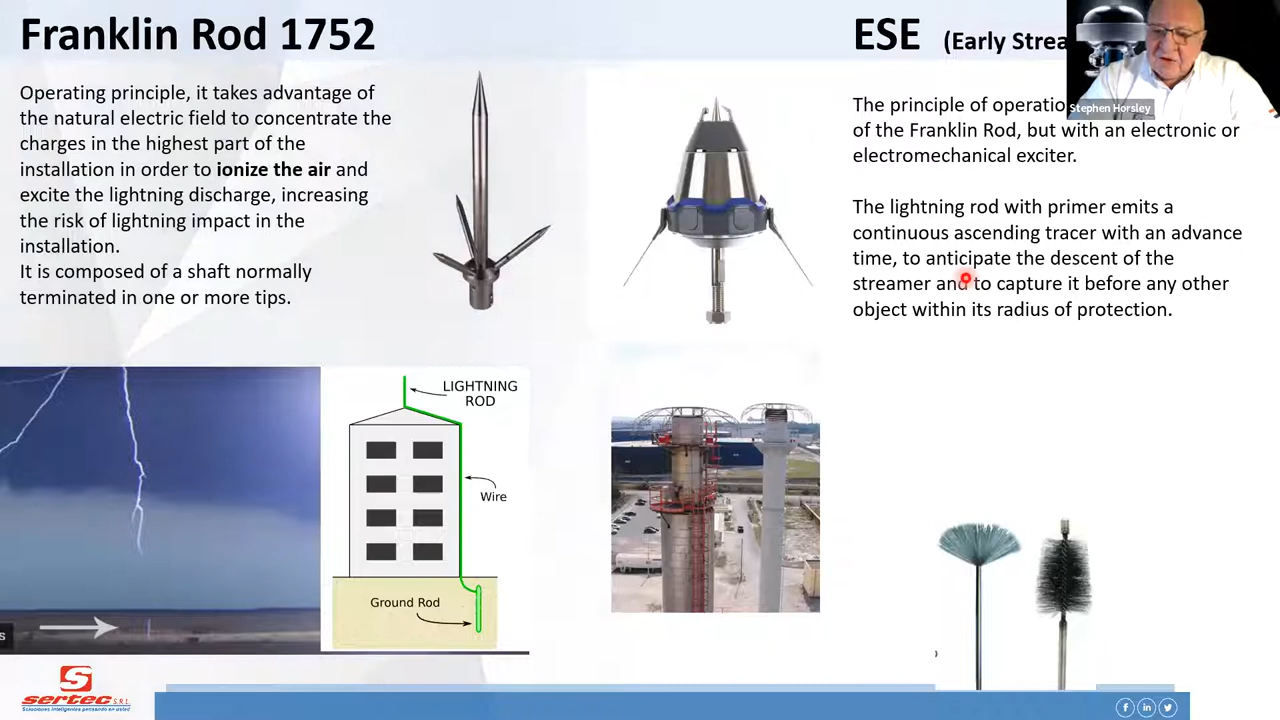 Franklin Rod 1752
Operating principle, it takes advantage of
the natural electric field to concentrate the
charges in the highest part of the
installation in order to ionize the air and
excite the lightning discharge, increasing
the risk of lightning impact in the
installation.
It is composed of a shaft normally
terminated in one or more tips.
LIGHTNING
ROD
Wire
Ground Rod
s
ESE (Early Strea
Stephen Horsley
The principle of operatio
of the Franklin Rod, but with an electronic or
electromechanical exciter.
The lightning rod with primer emits a
continuous ascending tracer with an advance
time, to anticipate the descent of the
streamer and to capture it before any other
object within its radius of protection.
sertec S.R.L
Soluciones inteligentes pensando en usted